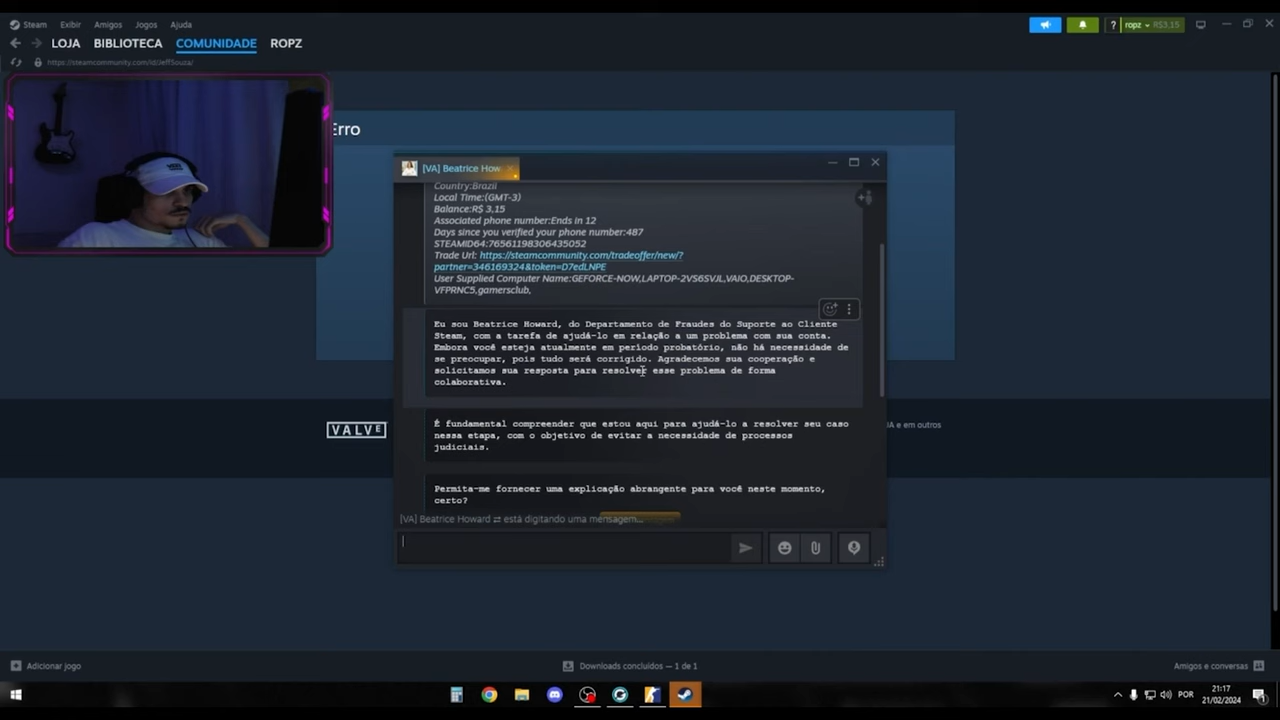 Steam Exibir Amigos Jogos Ajuda
? ropz R$3,15
LOJA BIBLIOTECA COMUNIDADE ROPZ
https://steamcommunity.com/id/JeffSouza/
Erro
[VA] Beatrice How
Country:Brazil
Local Time:(GMT-3)
Balance:R$ 3,15
Associated phone number:Ends in 12
Days since you verified your phone number:487
STEAMID64:76561198306435052
Trade Url: https://steamcommunity.com/tradeoffer/new/?
partner=346169324&token=D7edLNPE
User Supplied Computer Name:GEFORCE-NOW,LAPTOP-2VS6SVJL,VAIO,DESKTOP-
VFPRNC5,gamersclub,
Eu sou Beatrice Howard, do Departamento de Fraudes do Suporte ao Cliente
Steam, com a tarefa de ajudá-lo em relação a um problema com sua conta.
Embora você esteja atualmente em período probatório, não há necessidade de
se preocupar, pois tudo será corrigido. Agradecemos sua cooperação e
solicitamos sua resposta para resolver esse problema de forma
colaborativa.
É fundamental compreender que estou aqui para ajudá-lo a resolver seu caso
nessa etapa, com o objetivo de evitar a necessidade de processos
judiciais.
Permita-me fornecer uma explicação abrangente para você neste momento,
certo?
[VA] Beatrice Howard ⇄ está digitando uma mensagem...
VALVE
e em outros
Adicionar jogo
Downloads concluídos — 1 de 1
Amigos e conversas
POR
21:17
21/02/2024